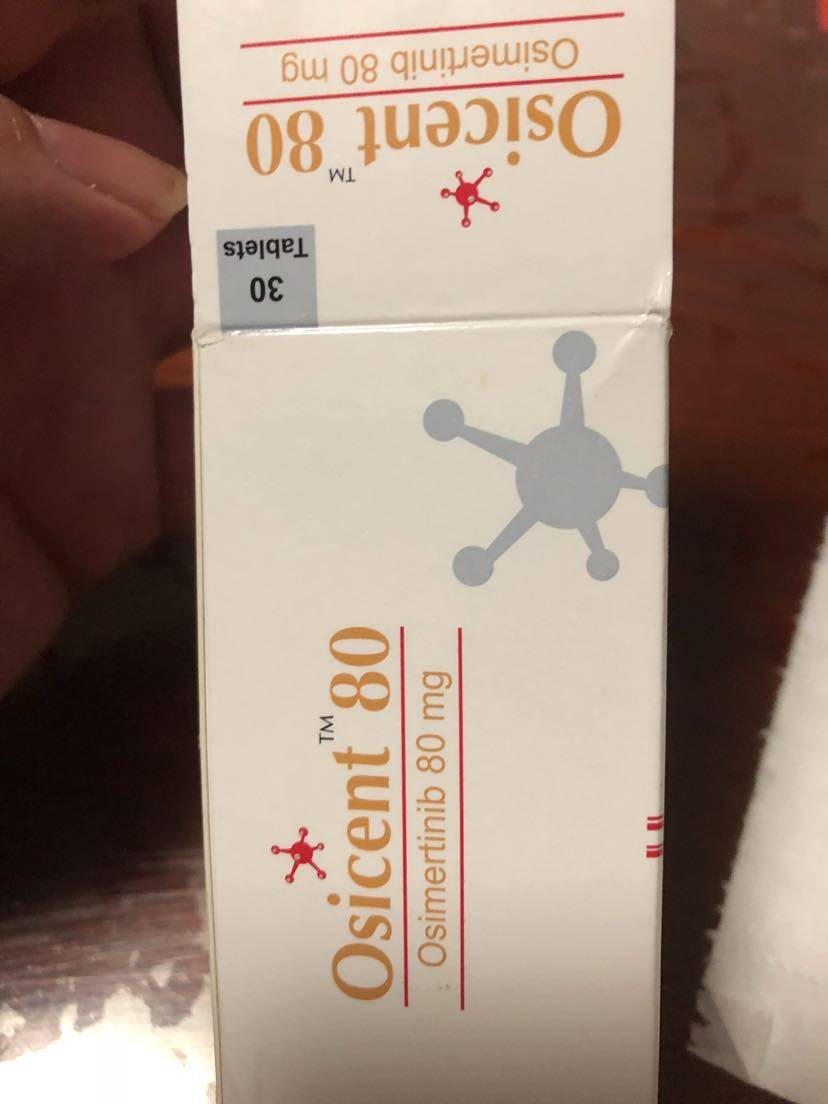 Osicent™ 80
Osimertinib 80 mg
30
Tablets
Osicent™ 80
Osimertinib 80 mg